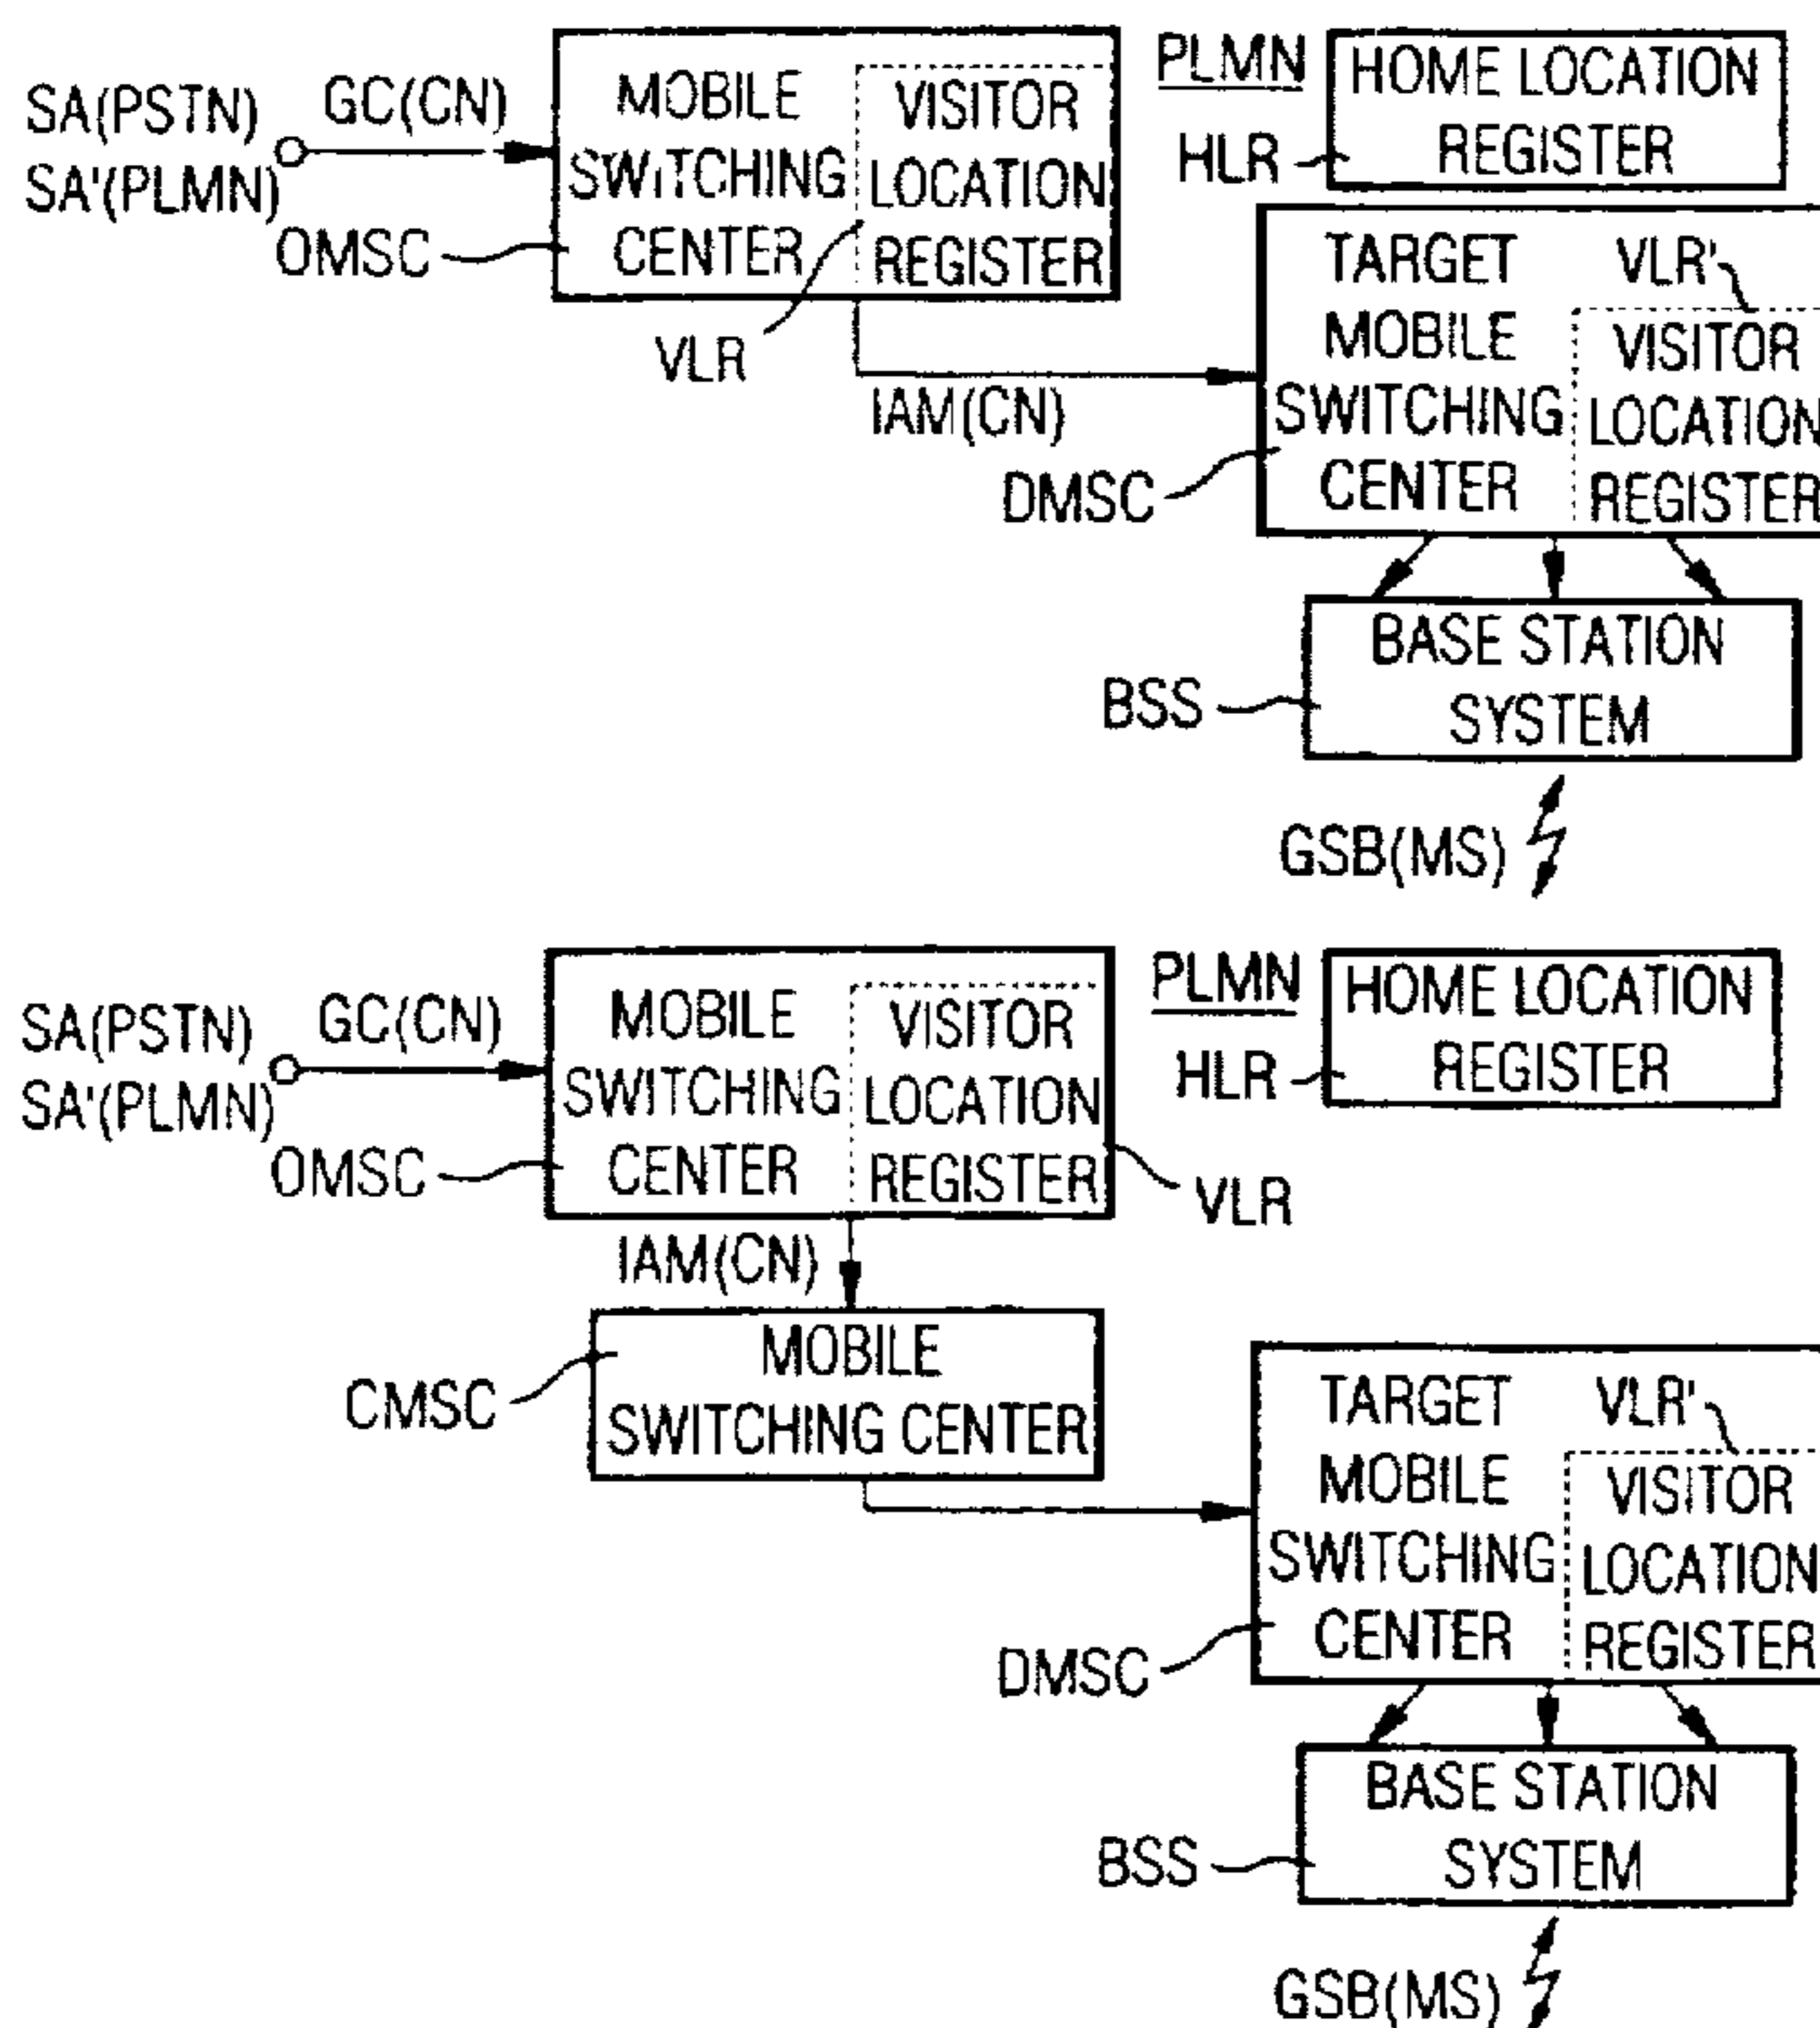 SA(PSTN)
SA'(PLMN)
GC(CN)
OMSC
MOBILE
SWITCHING
CENTER
VISITOR
LOCATION
REGISTER
VLR
PLMN
HOME LOCATION
REGISTER
HLR
IAM(CN)
TARGET
MOBILE
SWITCHING
CENTER
VLR'
VISITOR
LOCATION
REGISTER
DMSC
BASE STATION
SYSTEM
BSS
GSB(MS)
SA(PSTN)
SA'(PLMN)
GC(CN)
OMSC
MOBILE
SWITCHING
CENTER
VISITOR
LOCATION
REGISTER
VLR
PLMN
HOME LOCATION
REGISTER
HLR
IAM(CN)
MOBILE
SWITCHING CENTER
CMSC
TARGET
MOBILE
SWITCHING
CENTER
VLR'
VISITOR
LOCATION
REGISTER
DMSC
BASE STATION
SYSTEM
BSS
GSB(MS)